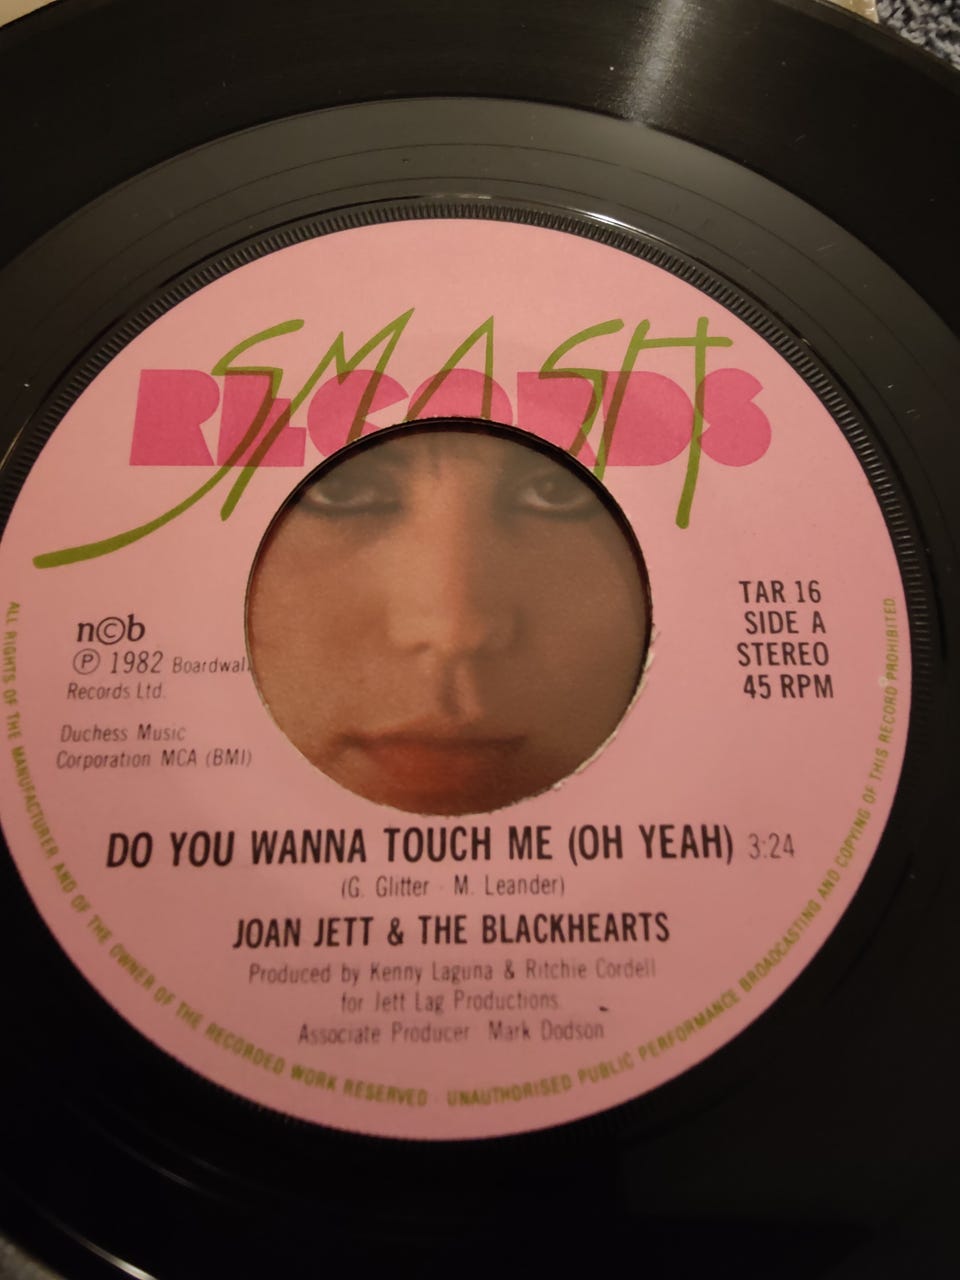 SMASH
RECORDS
n©b
℗ 1982 Boardwal
Records Ltd.
Duchess Music
Corporation MCA (BMI)
TAR 16
SIDE A
STEREO
45 RPM
DO YOU WANNA TOUCH ME (OH YEAH) 3:24
(G. Glitter - M. Leander)
JOAN JETT & THE BLACKHEARTS
Produced by Kenny Laguna & Ritchie Cordell
for Jett Lag Productions.
Associate Producer Mark Dodson
ALL RIGHTS OF THE MANUFACTURER AND OF THE OWNER OF THE RECORDED WORK RESERVED · UNAUTHORISED PUBLIC PERFORMANCE BROADCASTING AND COPYING OF THIS RECORD PROHIBITED.